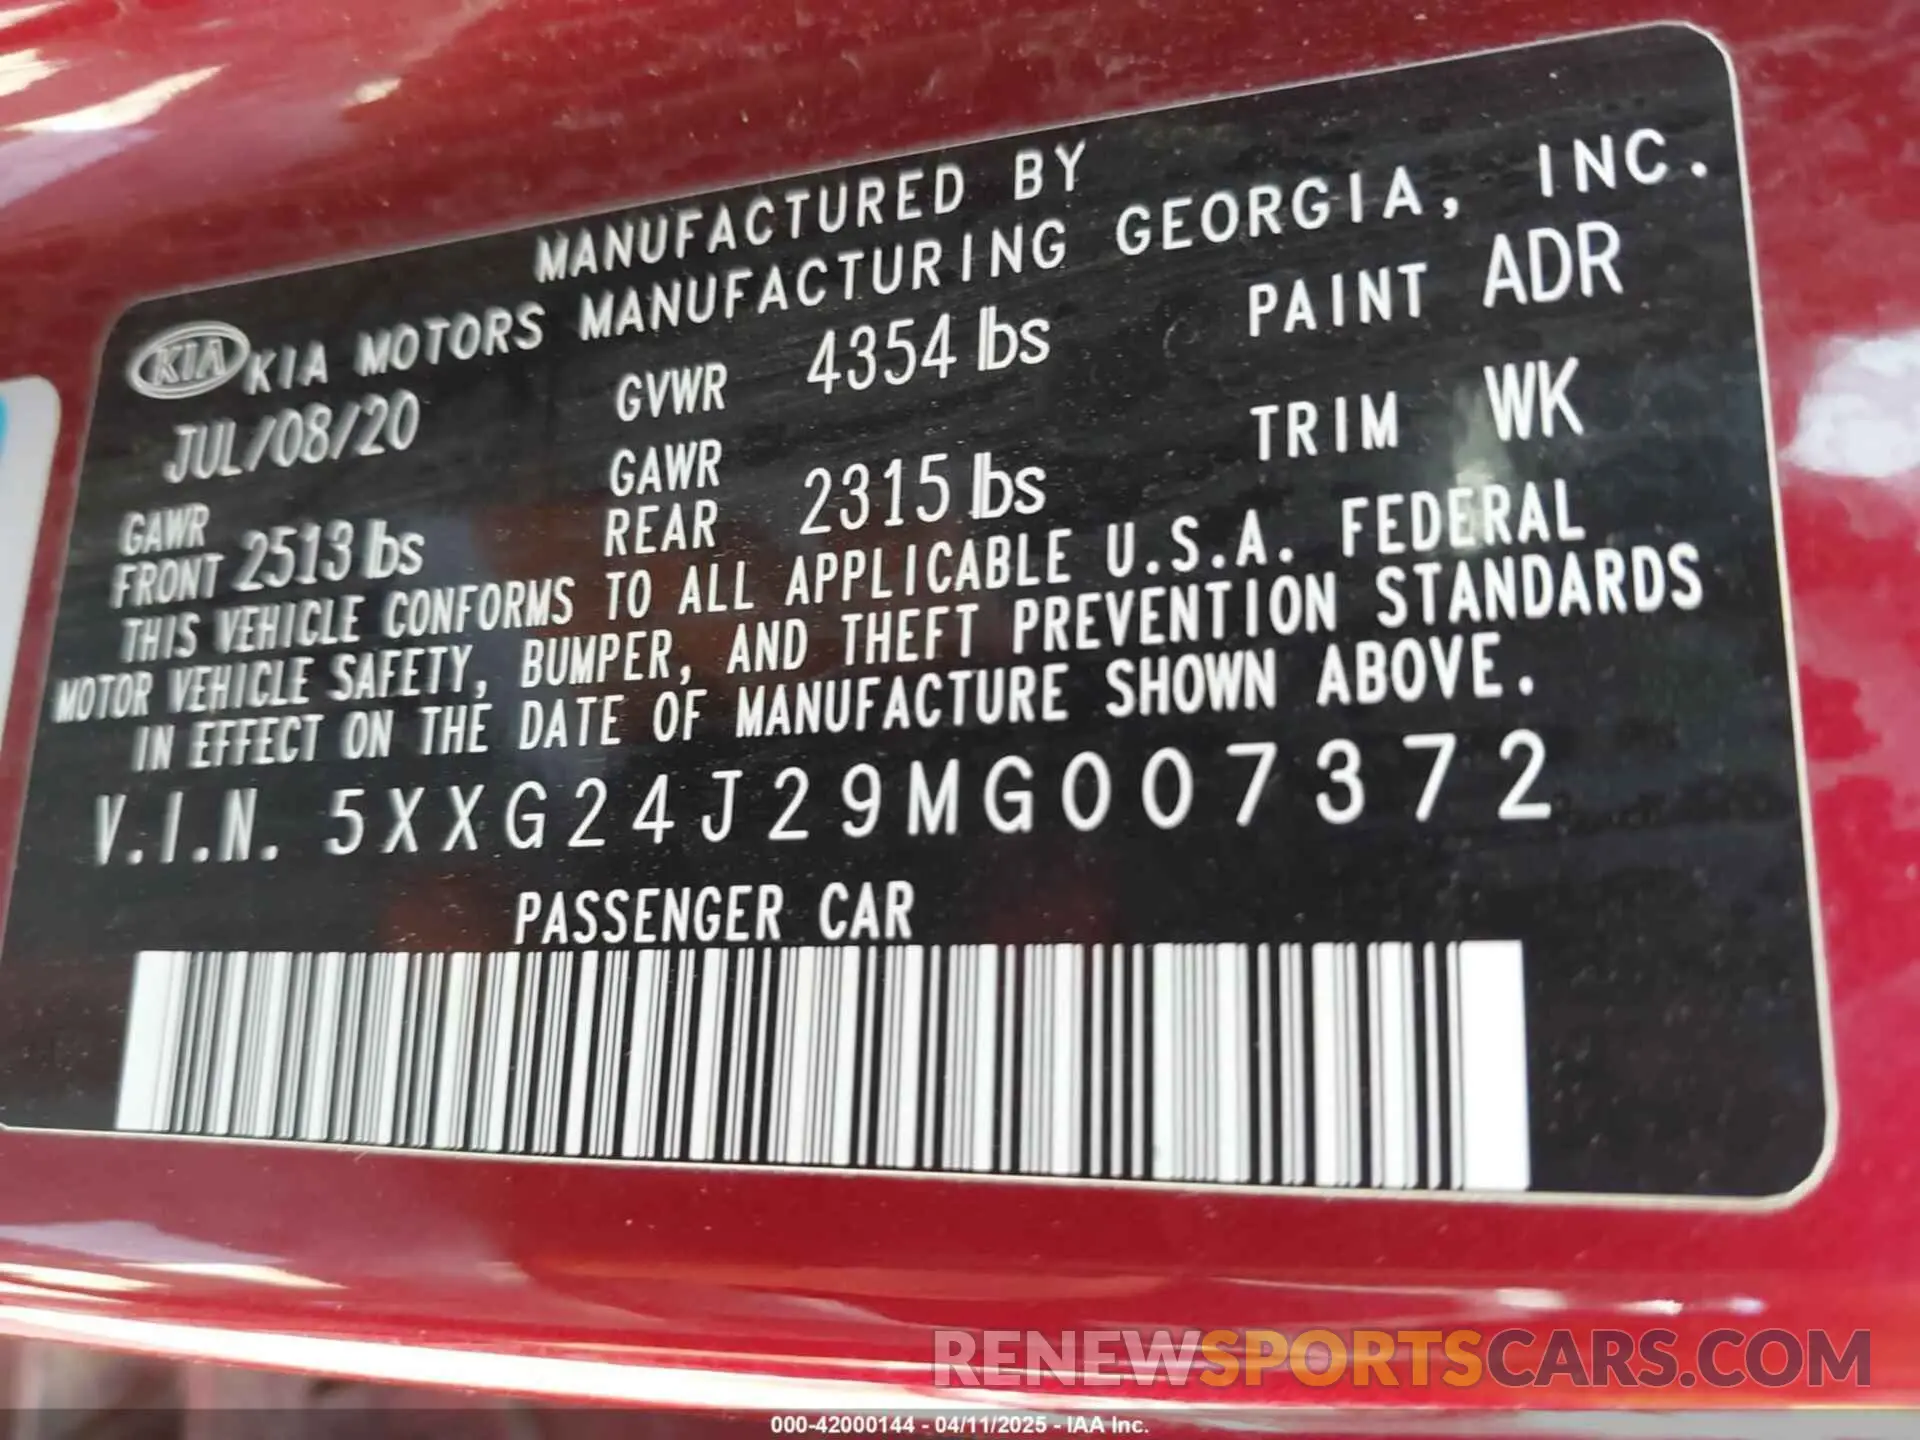 MANUFACTURED BY
KIA KIA MOTORS MANUFACTURING GEORGIA, INC.
JUL/08/20 GVWR 4354 lbs PAINT ADR
GAWR FRONT 2513 lbs GAWR REAR 2315 lbs TRIM WK
THIS VEHICLE CONFORMS TO ALL APPLICABLE U.S.A. FEDERAL
MOTOR VEHICLE SAFETY, BUMPER, AND THEFT PREVENTION STANDARDS
IN EFFECT ON THE DATE OF MANUFACTURE SHOWN ABOVE.
V.I.N. 5XXG24J29MG007372
PASSENGER CAR
RENEWSPORTSCARS.COM
000-42000144 - 04/11/2025 - IAA Inc.